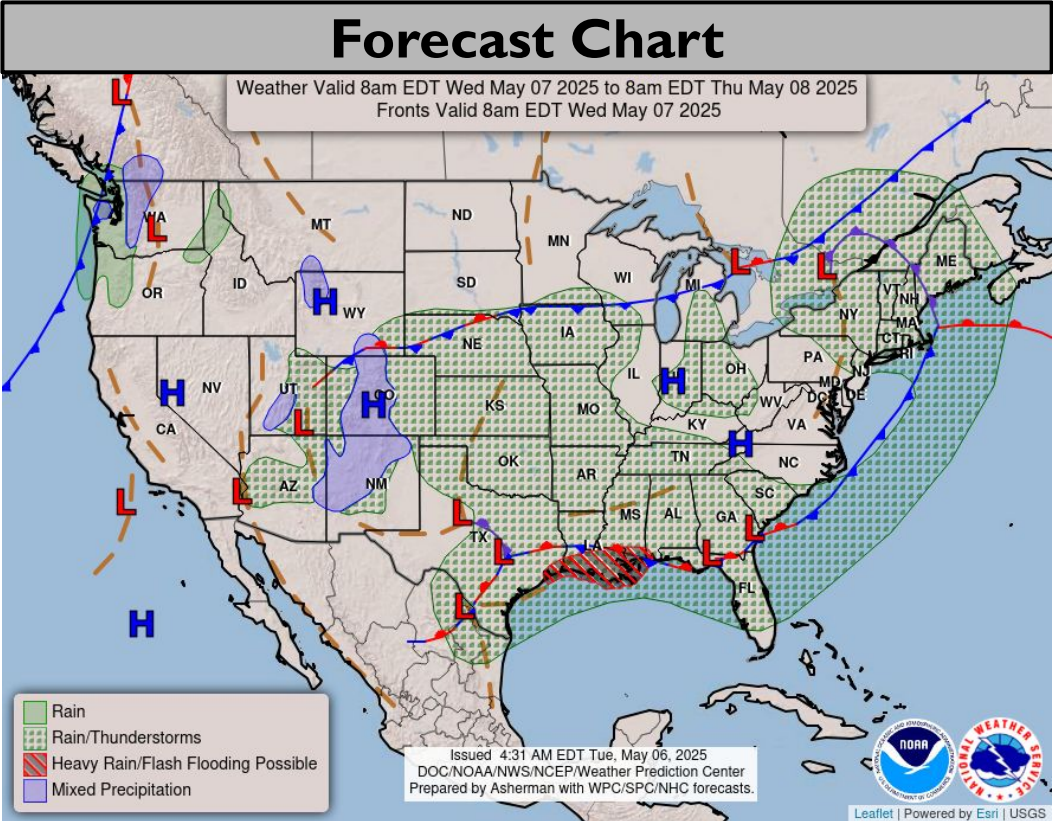 Forecast Chart
Weather Valid 8am EDT Wed May 07 2025 to 8am EDT Thu May 08 2025
Fronts Valid 8am EDT Wed May 07 2025
L
WA
L
MT
ND
MN
OR
ID
H
WY
SD
WI
MI
L
L
ME
VT
NH
NY
MA
CT
RI
H
NV
UT
CO
H
NE
IA
IL
H
OH
PA
NJ
MD
DC
DE
CA
L
KS
MO
KY
WV
VA
H
L
L
AZ
NM
OK
AR
TN
NC
SC
L
TX
L
LA
MS
AL
GA
L
L
FL
L
H
Rain
Rain/Thunderstorms
Heavy Rain/Flash Flooding Possible
Mixed Precipitation
Issued 4:31 AM EDT Tue, May 06, 2025
DOC/NOAA/NWS/NCEP/Weather Prediction Center
Prepared by Asherman with WPC/SPC/NHC forecasts.
NOAA
NATIONAL WEATHER SERVICE
Leaflet | Powered by Esri | USGS